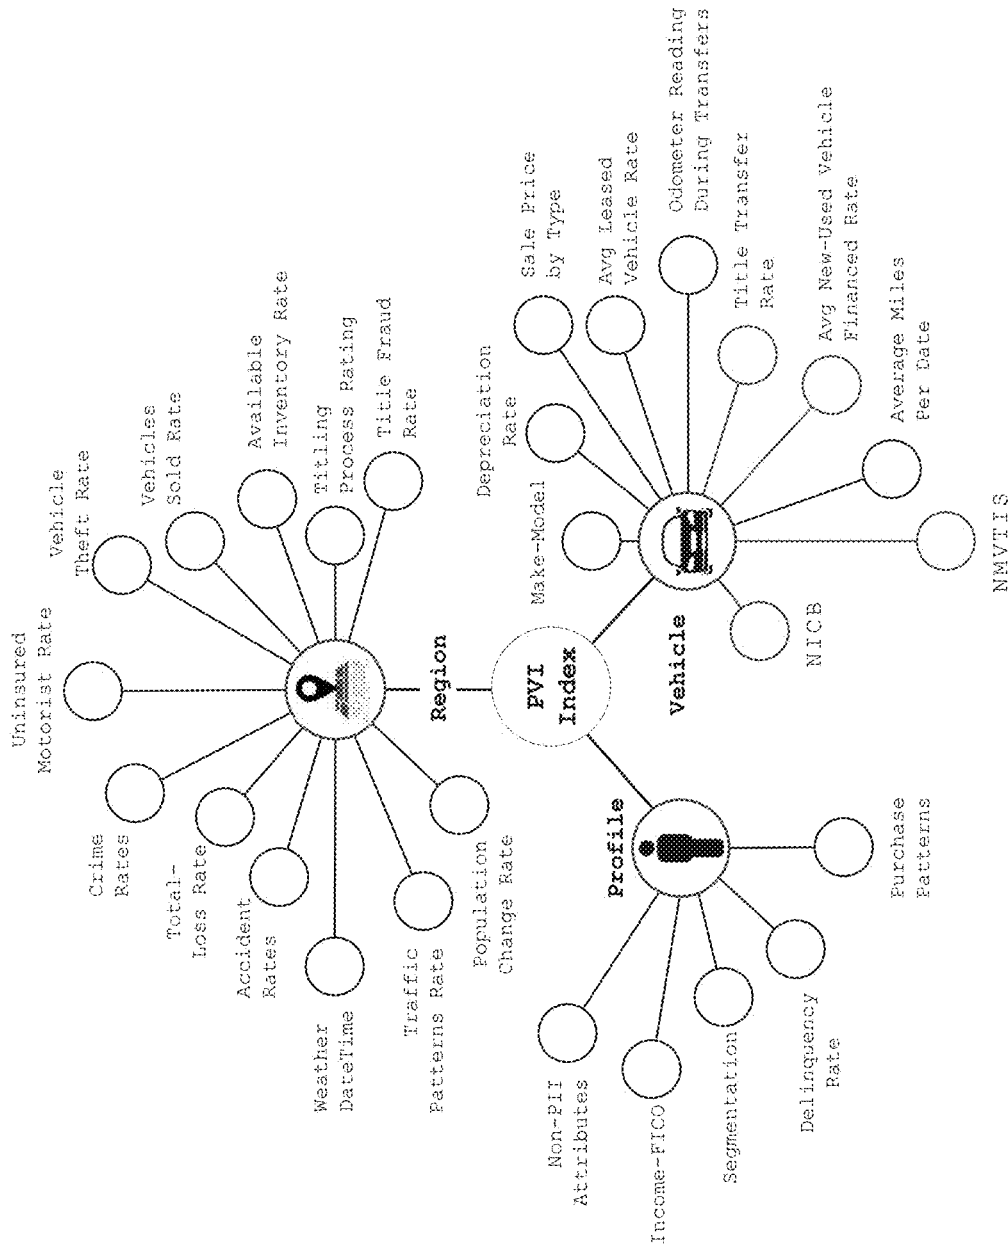 Uninsured
Motorist Rate
Vehicle
Theft Rate
Vehicles
Sold Rate
Available
Inventory Rate
Titling
Process Rating
Title Fraud
Rate
Crime
Rates
Total-
Loss Rate
Accident
Rates
Weather
DateTime
Traffic
Patterns Rate
Population
Change Rate
Region
PVI
Index
Profile
Non-PII
Attributes
Income-FICO
Segmentation
Delinquency
Rate
Purchase
Patterns
Vehicle
Make-Model
Depreciation
Rate
Sale Price
by Type
Avg Leased
Vehicle Rate
Odometer Reading
During Transfers
Title Transfer
Rate
Avg New-Used Vehicle
Financed Rate
Average Miles
Per Date
NMVTIS
NICB